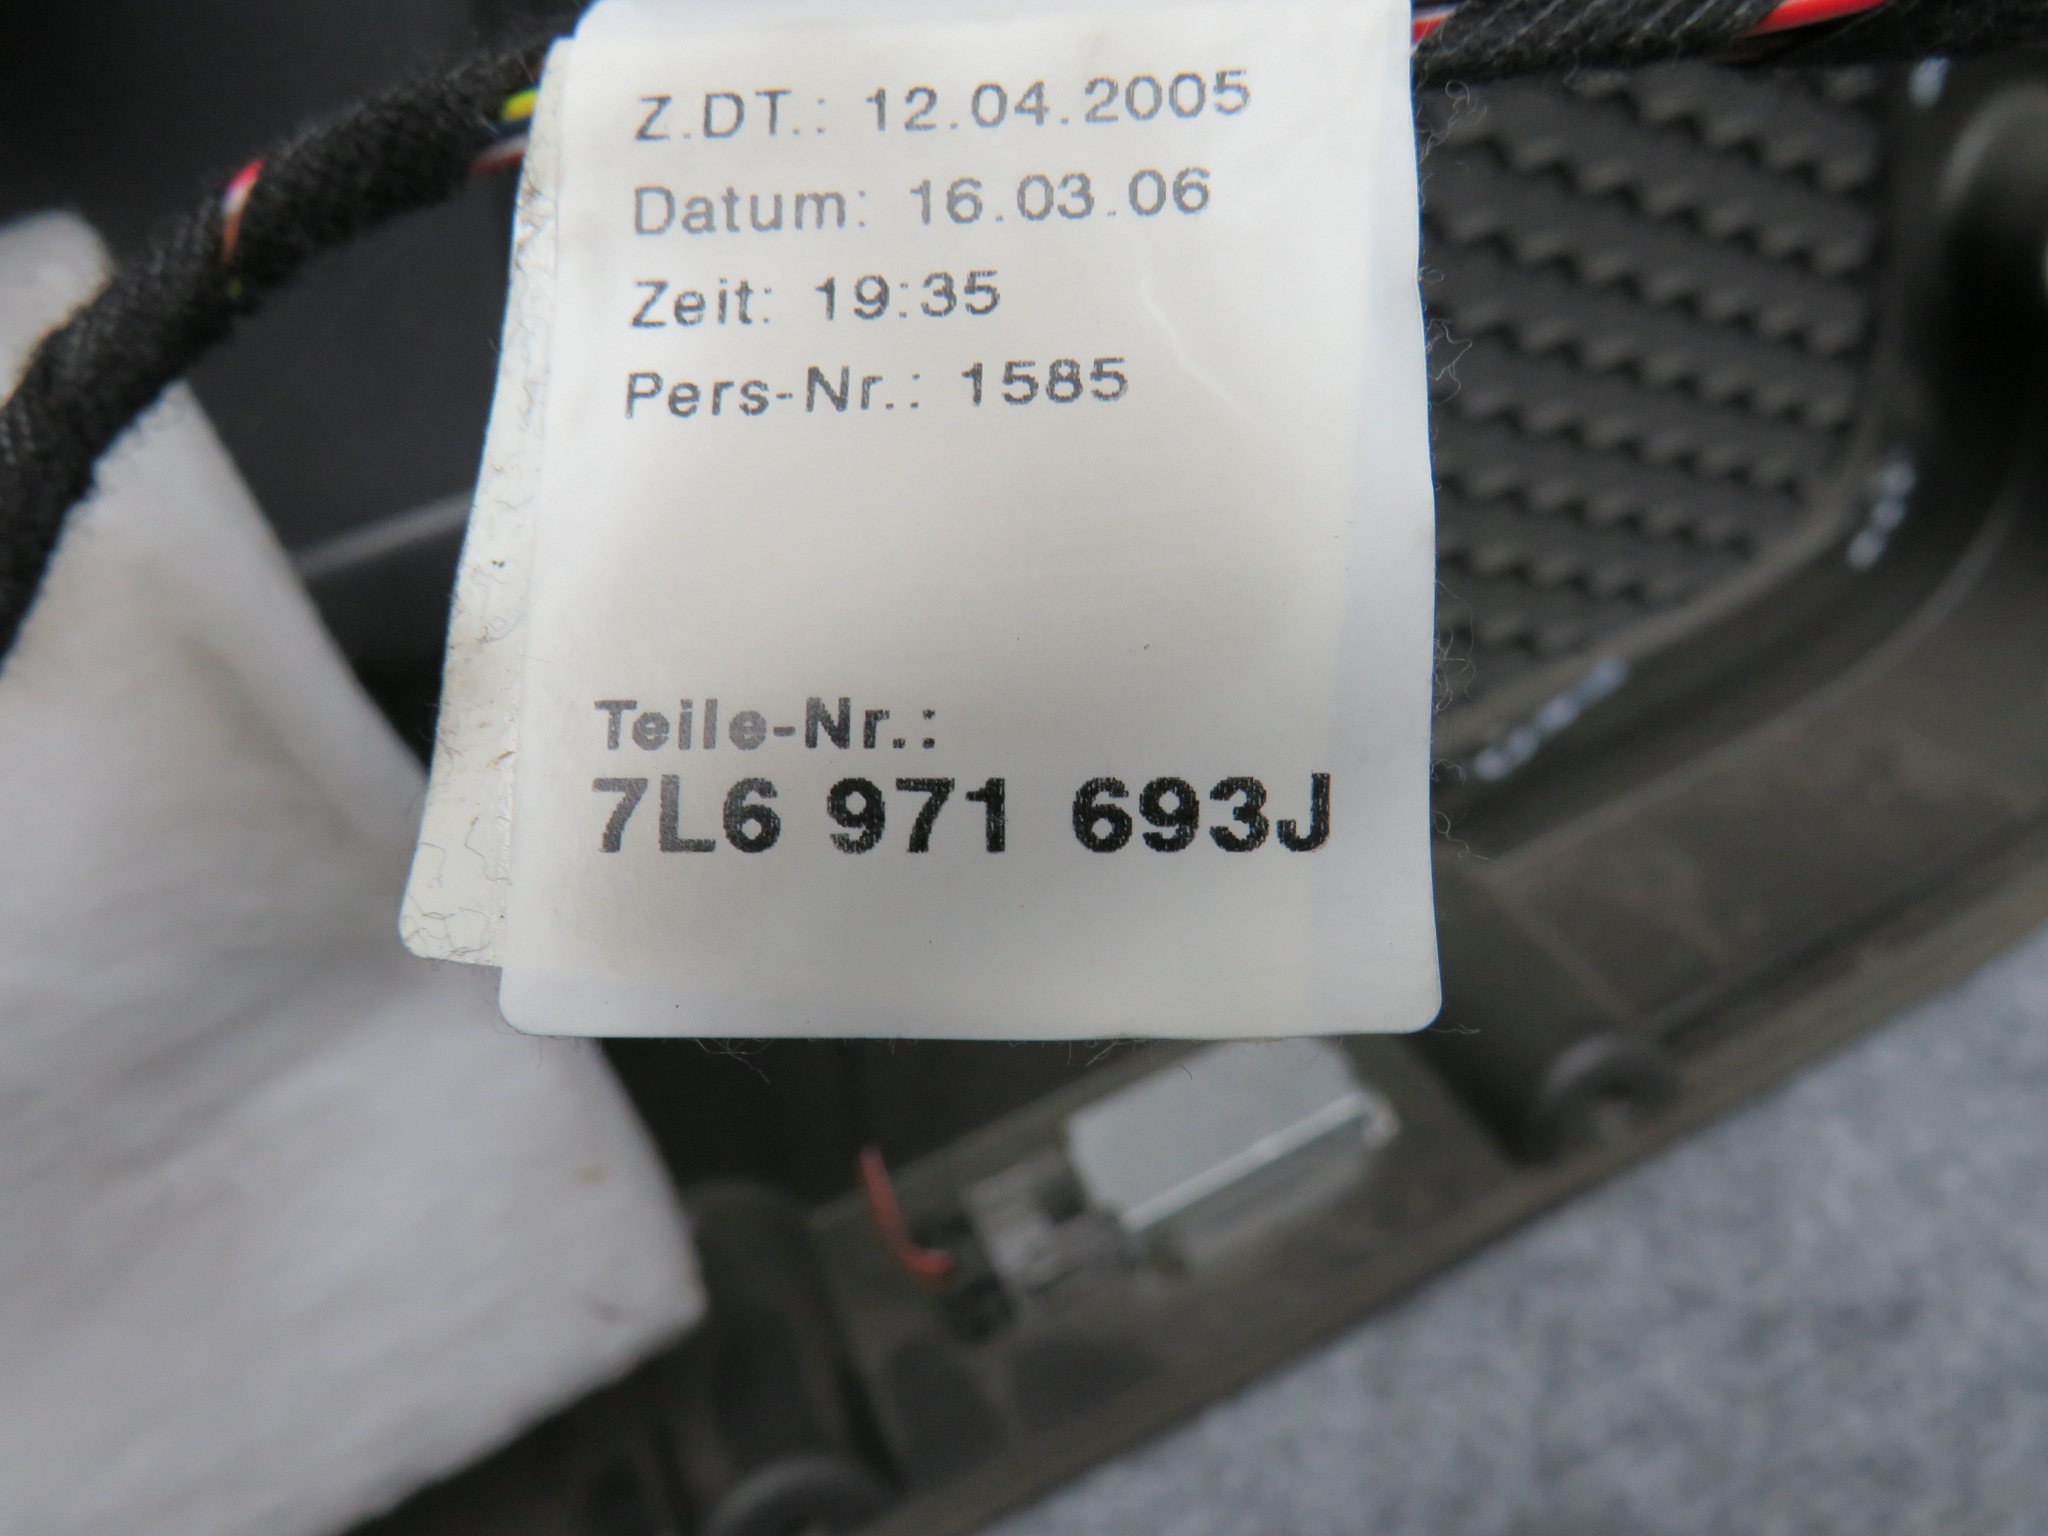 Z.DT.: 12.04.2005
Datum: 16.03.06
Zeit: 19:35
Pers-Nr.: 1585
Teile-Nr.:
7L6 971 693J